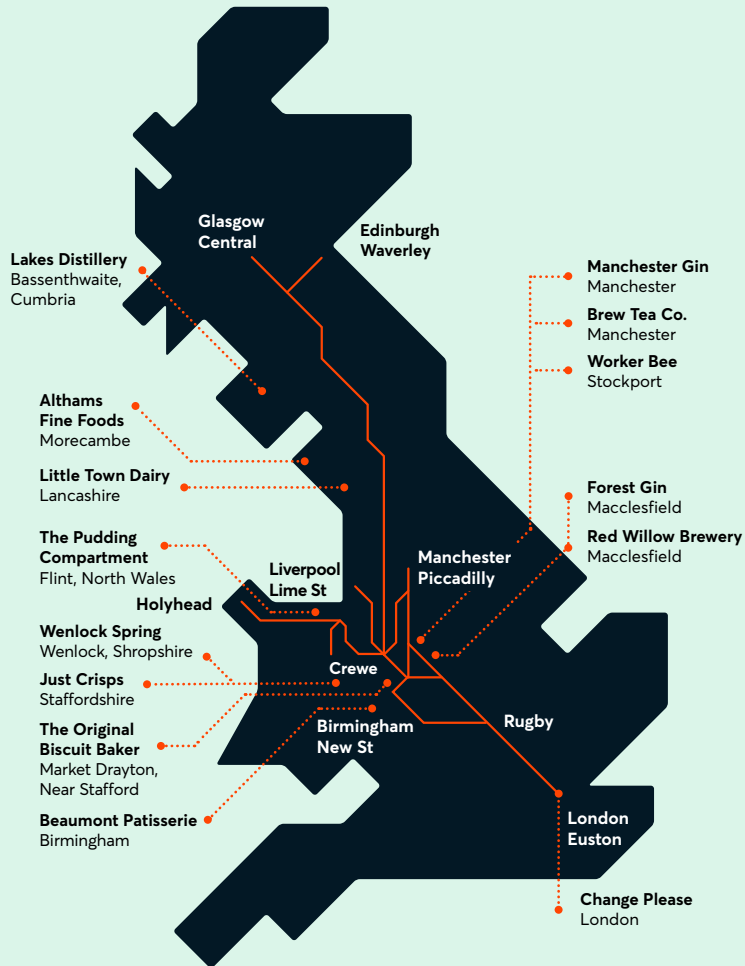 Glasgow
Central
Edinburgh
Waverley
Lakes Distillery
Bassenthwaite,
Cumbria
Manchester Gin
Manchester
Brew Tea Co.
Manchester
Worker Bee
Stockport
Althams
Fine Foods
Morecambe
Little Town Dairy
Lancashire
Forest Gin
Macclesfield
Red Willow Brewery
Macclesfield
The Pudding
Compartment
Flint, North Wales
Liverpool
Lime St
Manchester
Piccadilly
Holyhead
Wenlock Spring
Wenlock, Shropshire
Crewe
Just Crisps
Staffordshire
The Original
Biscuit Baker
Market Drayton,
Near Stafford
Birmingham
New St
Rugby
Beaumont Patisserie
Birmingham
London
Euston
Change Please
London